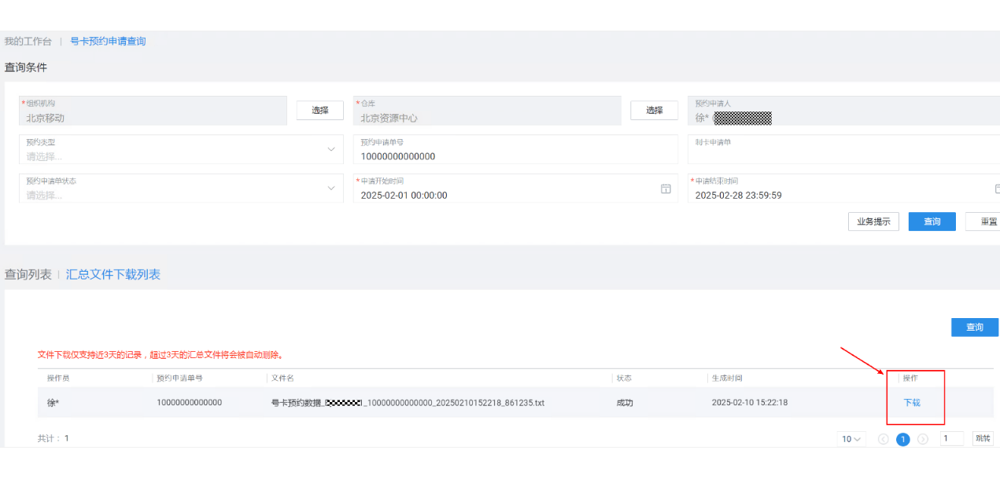 我的工作台 | 号卡预约申请查询
查询条件
*组织机构
北京移动
选择
*仓库
北京资源中心
选择
预约申请人
徐*
预约类型
请选择...
预约申请单号
10000000000000
制卡申请单
预约申请单状态
请选择...
*申请开始时间
2025-02-01 00:00:00
*申请结束时间
2025-02-28 23:59:59
业务提示 查询 重置
查询列表 | 汇总文件下载列表
查询
文件下载仅支持近3天的记录，超过3天的汇总文件将会被自动删除。
操作员 预约申请单号 文件名 状态 生成时间 操作
徐* 10000000000000 号卡预约数据_ _10000000000000_20250210152218_861235.txt 成功 2025-02-10 15:22:18 下载
共计： 1
10 1 1 跳转